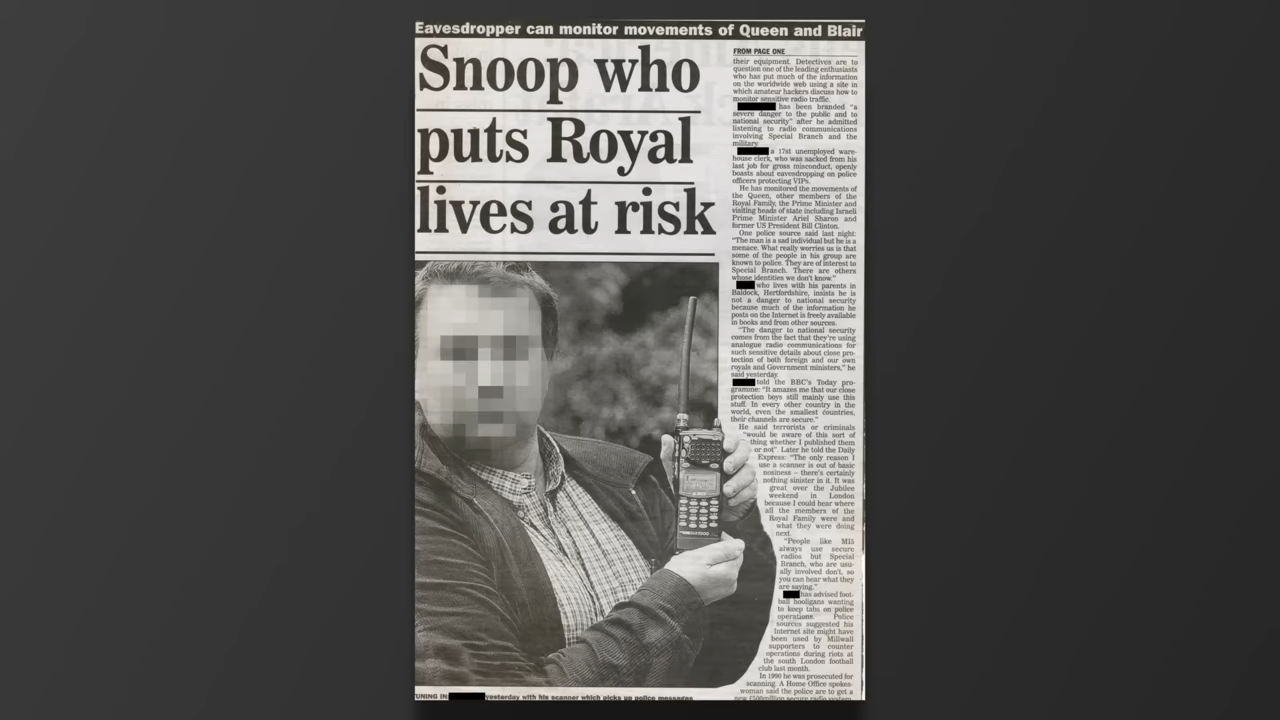 Eavesdropper can monitor movements of Queen and Blair
Snoop who
puts Royal
lives at risk
FROM PAGE ONE
their equipment. Detectives are to
question one of the leading enthusiasts
who has put much of the information
on the worldwide web using a site in
which amateur hackers discuss how to
monitor sensitive radio traffic.
has been branded "a
severe danger to the public and to
national security" after he admitted
listening to radio communications
involving Special Branch and the
military.
a 17st unemployed ware-
house clerk, who was sacked from his
last job for gross misconduct, openly
boasts about eavesdropping on police
officers protecting VIPs.
He has monitored the movements of
the Queen, other members of the
Royal Family, the Prime Minister and
visiting heads of state including Israeli
Prime Minister Ariel Sharon and
former US President Bill Clinton.
One police source said last night:
"The man is a sad individual but he is a
menace. What really worries us is that
some of the people in his group are
known to police. They are of interest to
Special Branch. There are others
whose identities we don't know."
who lives with his parents in
Baldock, Hertfordshire, insists he is
not a danger to national security
because much of the information he
posts on the Internet is freely available
in books and from other sources.
"The danger to national security
comes from the fact that they're using
analogue radio communications for
such sensitive details about close pro-
tection of both foreign and our own
royals and Government ministers," he
said yesterday.
told the BBC's Today pro-
gramme: "It amazes me that our close
protection boys still mainly use this
stuff. In every other country in the
world, even the smallest countries,
their channels are secure."
He said terrorists or criminals
"would be aware of this sort of
thing whether I published them
or not". Later he told the Daily
Express: "The only reason I
use a scanner is out of basic
nosiness – there's certainly
nothing sinister in it. It was
great over the Jubilee
weekend in London
because I could hear where
all the members of the
Royal Family were and
what they were doing
next.
"People like MI5
always use secure
radios but Special
Branch, who are usu-
ally involved don't, so
you can hear what they
are saying."
has advised foot-
ball hooligans wanting
to keep tabs on police
operations. Police
sources suggested his
Internet site might have
been used by Millwall
supporters to counter
operations during riots at
the south London football
club last month.
In 1990 he was prosecuted for
scanning. A Home Office spokes-
woman said the police are to get a
new £500million secure radio system
TUNING IN: yesterday with his scanner which picks up police messages